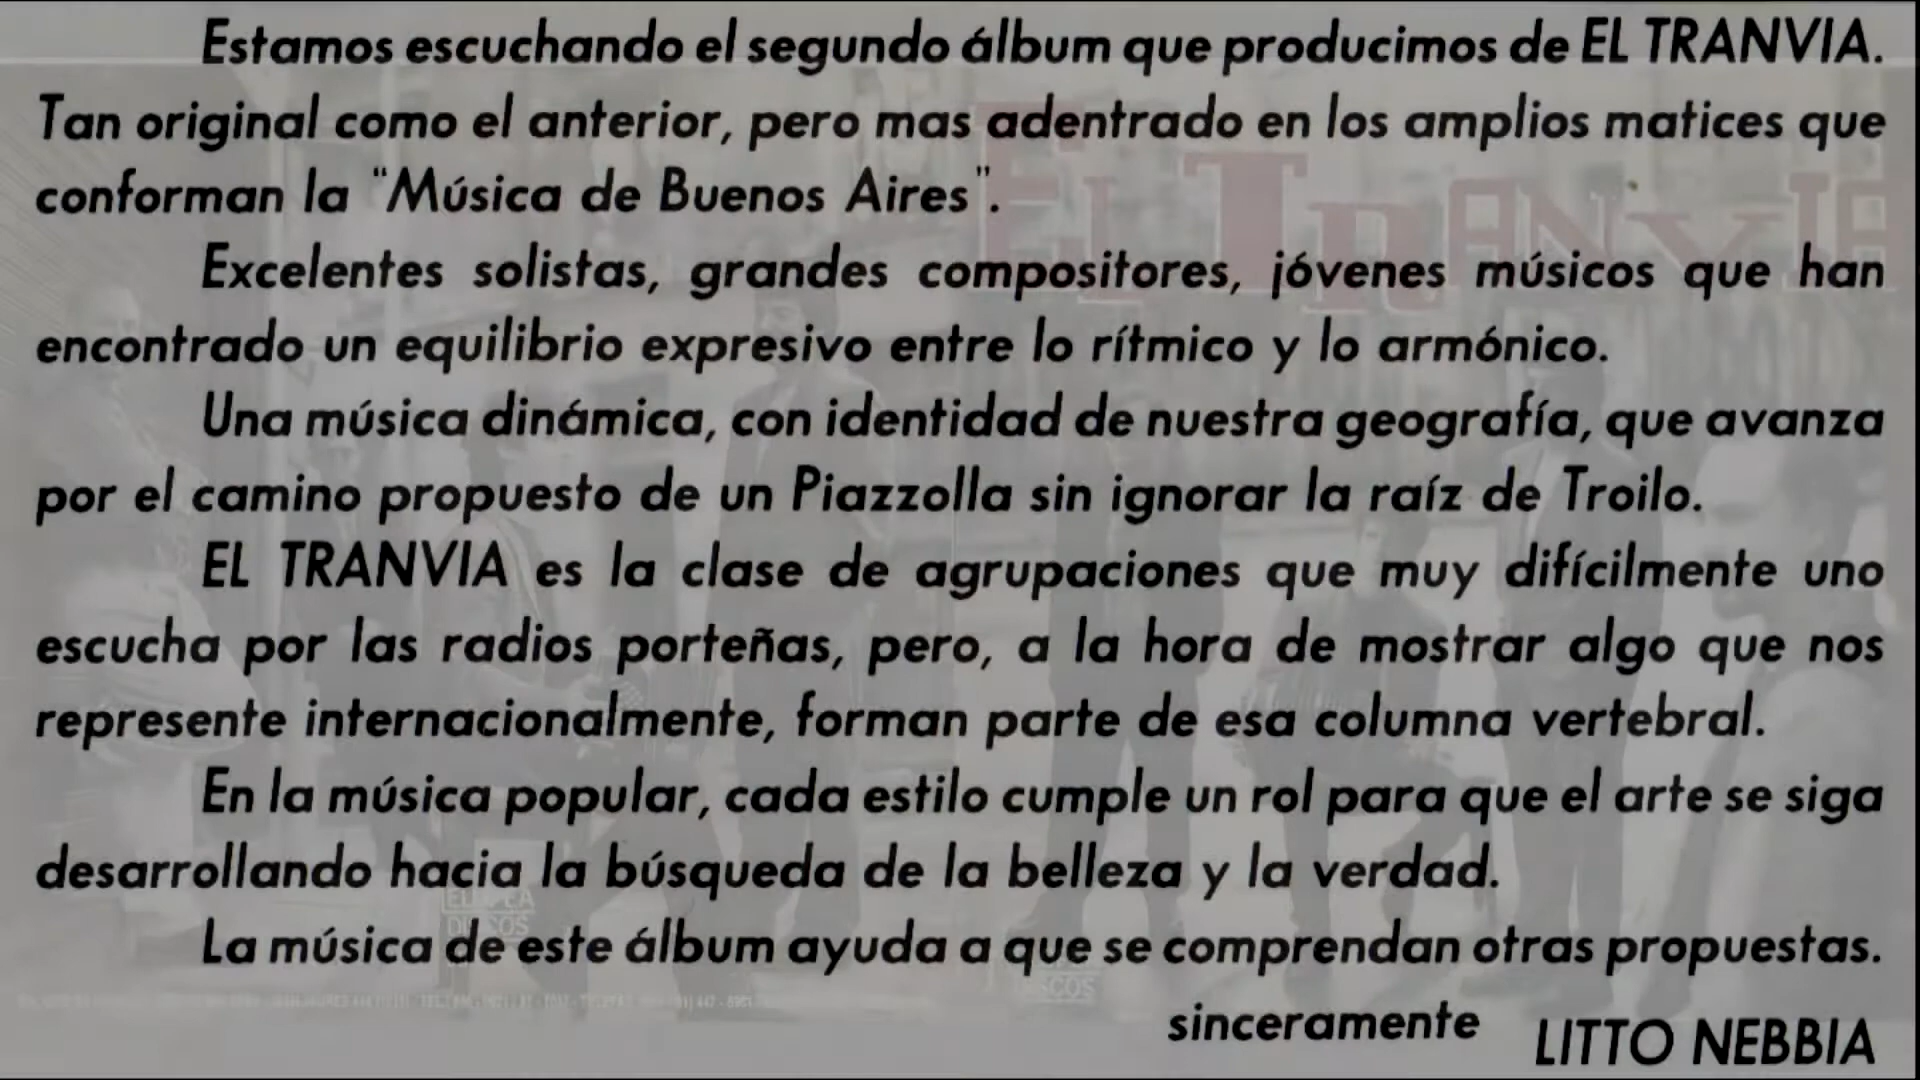 Estamos escuchando el segundo álbum que producimos de EL TRANVIA.
Tan original como el anterior, pero mas adentrado en los amplios matices que
conforman la "Música de Buenos Aires".
Excelentes solistas, grandes compositores, jóvenes músicos que han
encontrado un equilibrio expresivo entre lo rítmico y lo armónico.
Una música dinámica, con identidad de nuestra geografía, que avanza
por el camino propuesto de un Piazzolla sin ignorar la raíz de Troilo.
EL TRANVIA es la clase de agrupaciones que muy difícilmente uno
escucha por las radios porteñas, pero, a la hora de mostrar algo que nos
represente internacionalmente, forman parte de esa columna vertebral.
En la música popular, cada estilo cumple un rol para que el arte se siga
desarrollando hacia la búsqueda de la belleza y la verdad.
La música de este álbum ayuda a que se comprendan otras propuestas.
sinceramente LITTO NEBBIA
EL TRANVIA
DISCOS